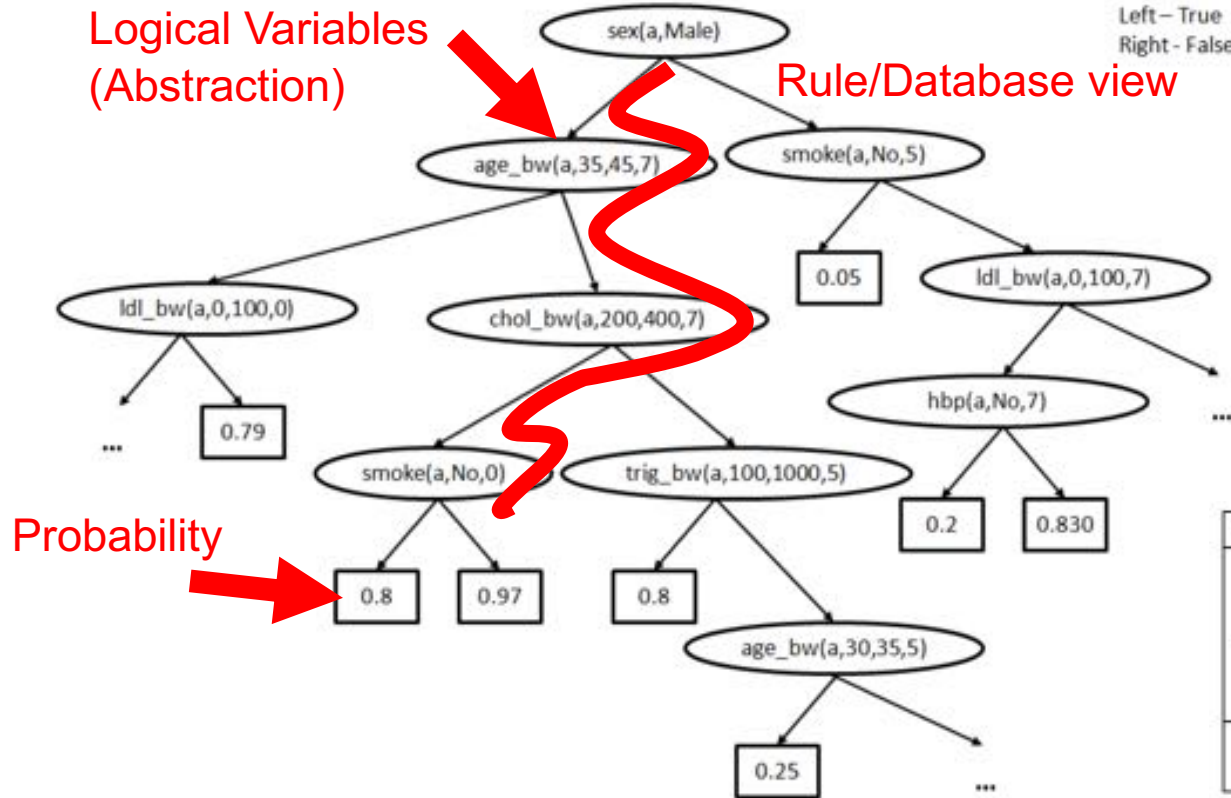 Logical Variables
(Abstraction)
sex(a,Male)
Left – True
Right - False
Rule/Database view
age_bw(a,35,45,7)
smoke(a,No,5)
ldl_bw(a,0,100,0)
chol_bw(a,200,400,7)
0.05
ldl_bw(a,0,100,7)
...
0.79
hbp(a,No,7)
...
smoke(a,No,0)
trig_bw(a,100,1000,5)
0.2
0.830
Probability
0.8
0.97
0.8
age_bw(a,30,35,5)
0.25
...